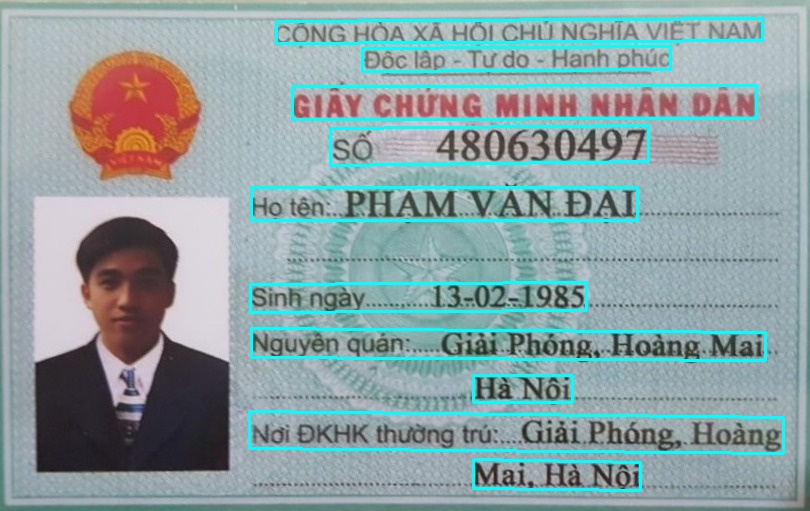 CỘNG HÒA XÃ HỘI CHỦ NGHĨA VIỆT NAM
Độc lập - Tự do - Hạnh phúc
GIẤY CHỨNG MINH NHÂN DÂN
SỐ 480630497
VIET NAM
Họ tên: PHẠM VĂN ĐẠI
Sinh ngày 13-02-1985
Nguyên quán: Giải Phóng, Hoàng Mai
Hà Nội
Nơi ĐKHK thường trú: Giải Phóng, Hoàng
Mai, Hà Nội